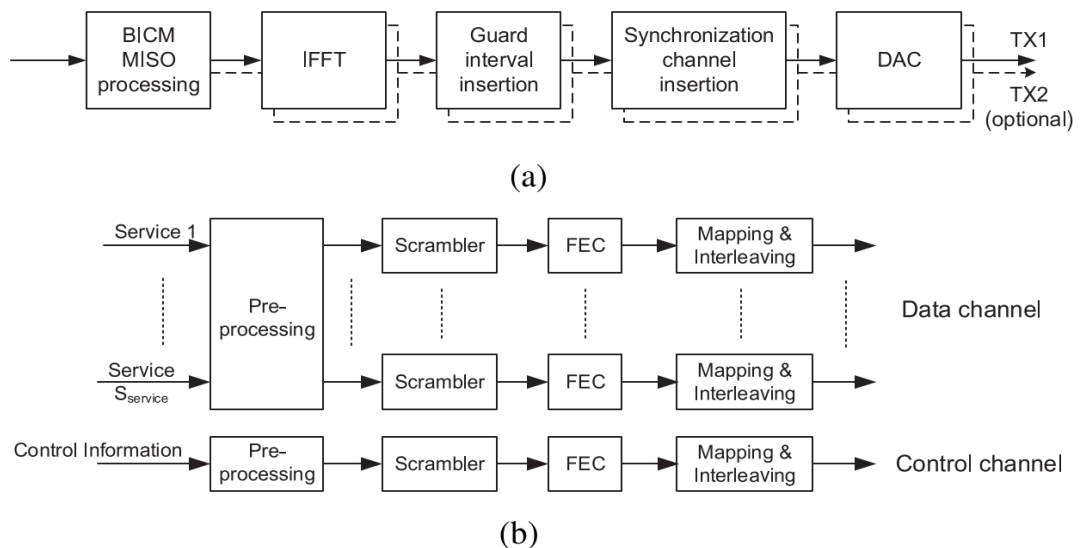 BICM
MISO
processing
IFFT
Guard
interval
insertion
Synchronization
channel
insertion
DAC
TX1
TX2
(optional)
(a)
Service 1
Service
Sservice
Pre-
processing
Scrambler
FEC
Mapping &
Interleaving
Data channel
Scrambler
FEC
Mapping &
Interleaving
Control Information
Pre-
processing
Scrambler
FEC
Mapping &
Interleaving
Control channel
(b)